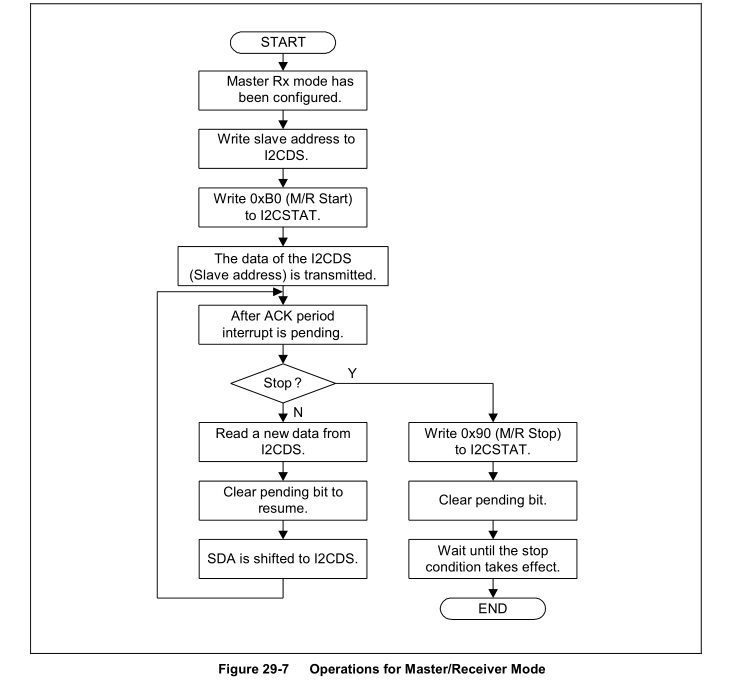 START
Master Rx mode has
been configured.
Write slave address to
I2CDS.
Write 0xB0 (M/R Start)
to I2CSTAT.
The data of the I2CDS
(Slave address) is transmitted.
After ACK period
interrupt is pending.
Stop ?
Y
N
Read a new data from
I2CDS.
Clear pending bit to
resume.
SDA is shifted to I2CDS.
Write 0x90 (M/R Stop)
to I2CSTAT.
Clear pending bit.
Wait until the stop
condition takes effect.
END
Figure 29-7 Operations for Master/Receiver Mode